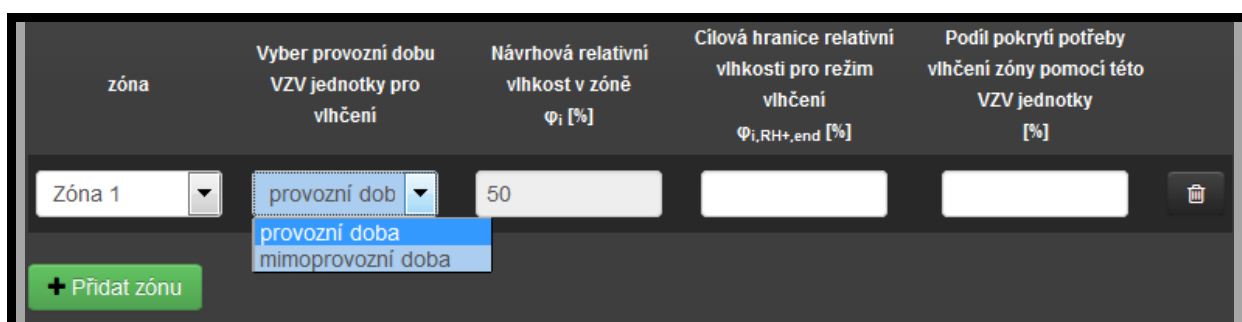 zóna
Vyber provozní dobu
VZV jednotky pro
vlhčení
Návrhová relativní
vlhkost v zóně
φi [%]
Cílová hranice relativní
vlhkosti pro režim
vlhčení
φi,RH+,end [%]
Podíl pokrytí potřeby
vlhčení zóny pomocí této
VZV jednotky
[%]
Zóna 1
provozní dob
50
provozní doba
mimoprovozní doba
+ Přidat zónu